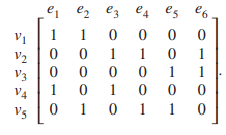 e1 e2 e3 e4 e5 e6
v1 1 1 0 0 0 0
v2 0 0 1 1 0 1
v3 0 0 0 0 1 1
v4 1 0 1 0 0 0
v5 0 1 0 1 1 0
.